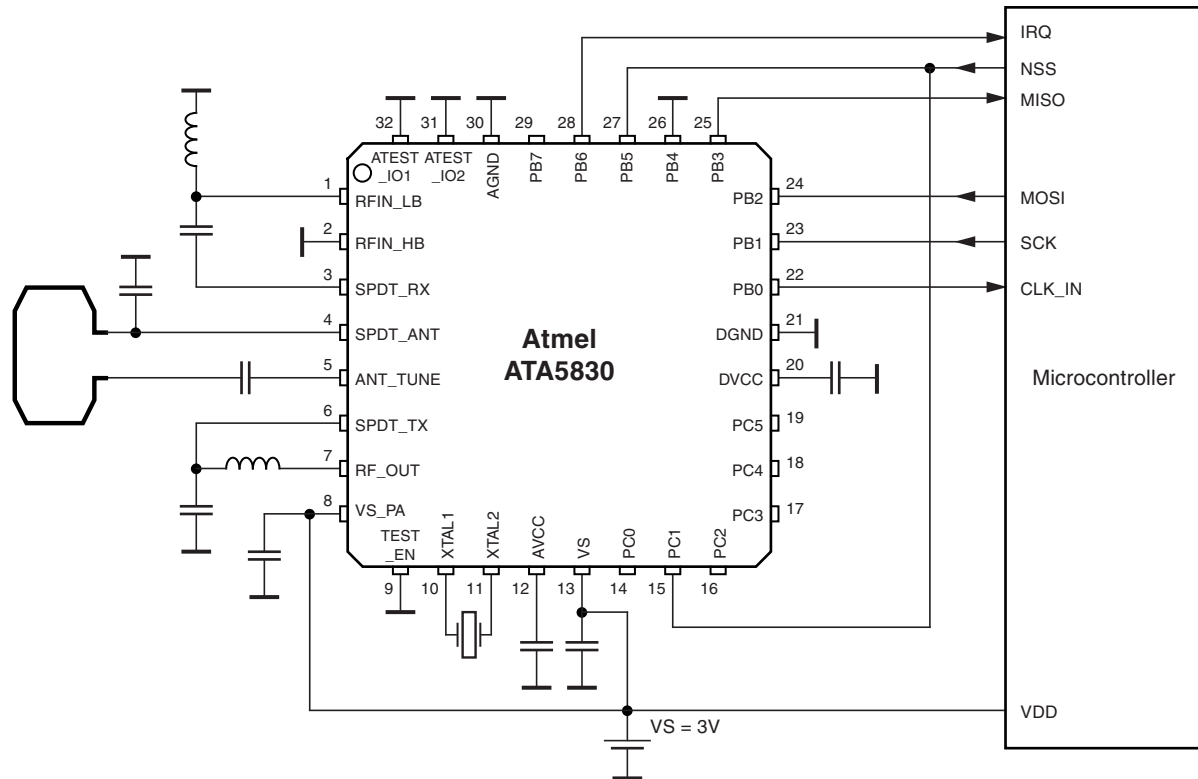 IRQ
NSS
MISO
MOSI
SCK
CLK_IN
Microcontroller
VDD
32
31
30
29
28
27
26
25
ATEST
_IO1
ATEST
_IO2
AGND
PB7
PB6
PB5
PB4
PB3
1
RFIN_LB
2
RFIN_HB
3
SPDT_RX
4
SPDT_ANT
5
ANT_TUNE
6
SPDT_TX
7
RF_OUT
8
VS_PA
Atmel
ATA5830
PB2
24
PB1
23
PB0
22
DGND
21
DVCC
20
PC5
19
PC4
18
PC3
17
TEST
_EN
XTAL1
XTAL2
AVCC
VS
PC0
PC1
PC2
9
10
11
12
13
14
15
16
VS = 3V